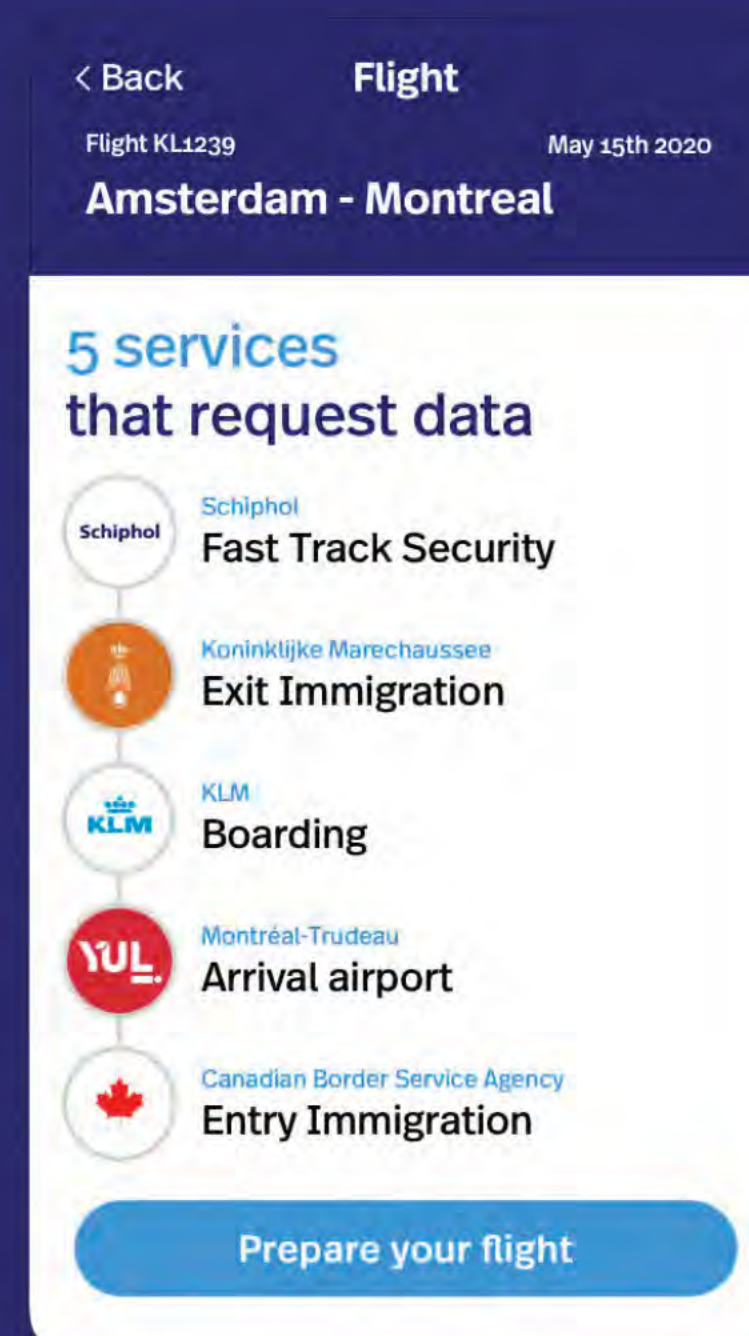 < Back
Flight
Flight KL1239
May 15th 2020
Amsterdam - Montreal
5 services
that request data
Schiphol
Schiphol
Fast Track Security
Koninklijke Marechaussee
Exit Immigration
KLM
KLM
Boarding
YUL
Montréal-Trudeau
Arrival airport
Canadian Border Service Agency
Entry Immigration
Prepare your flight